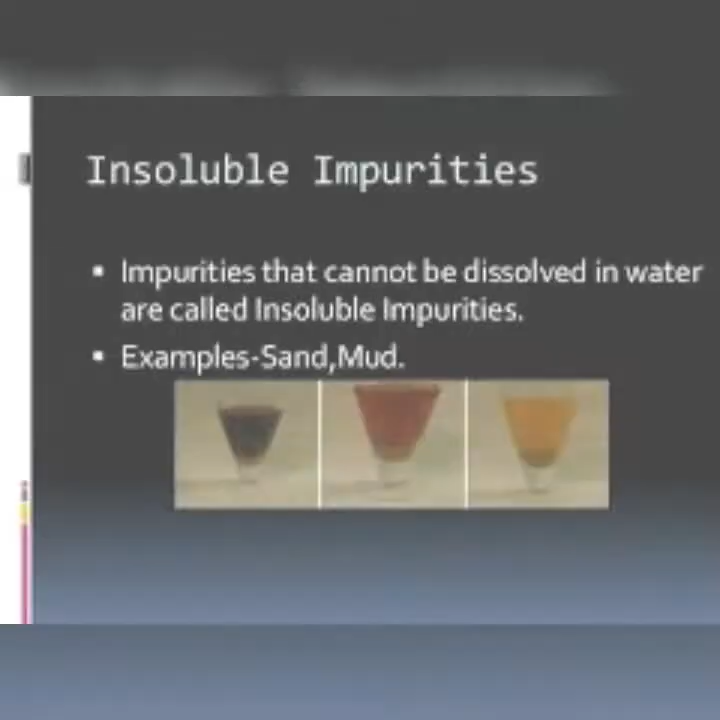 Insoluble Impurities
▪ Impurities that cannot be dissolved in water
are called Insoluble Impurities.
▪ Examples-Sand,Mud.